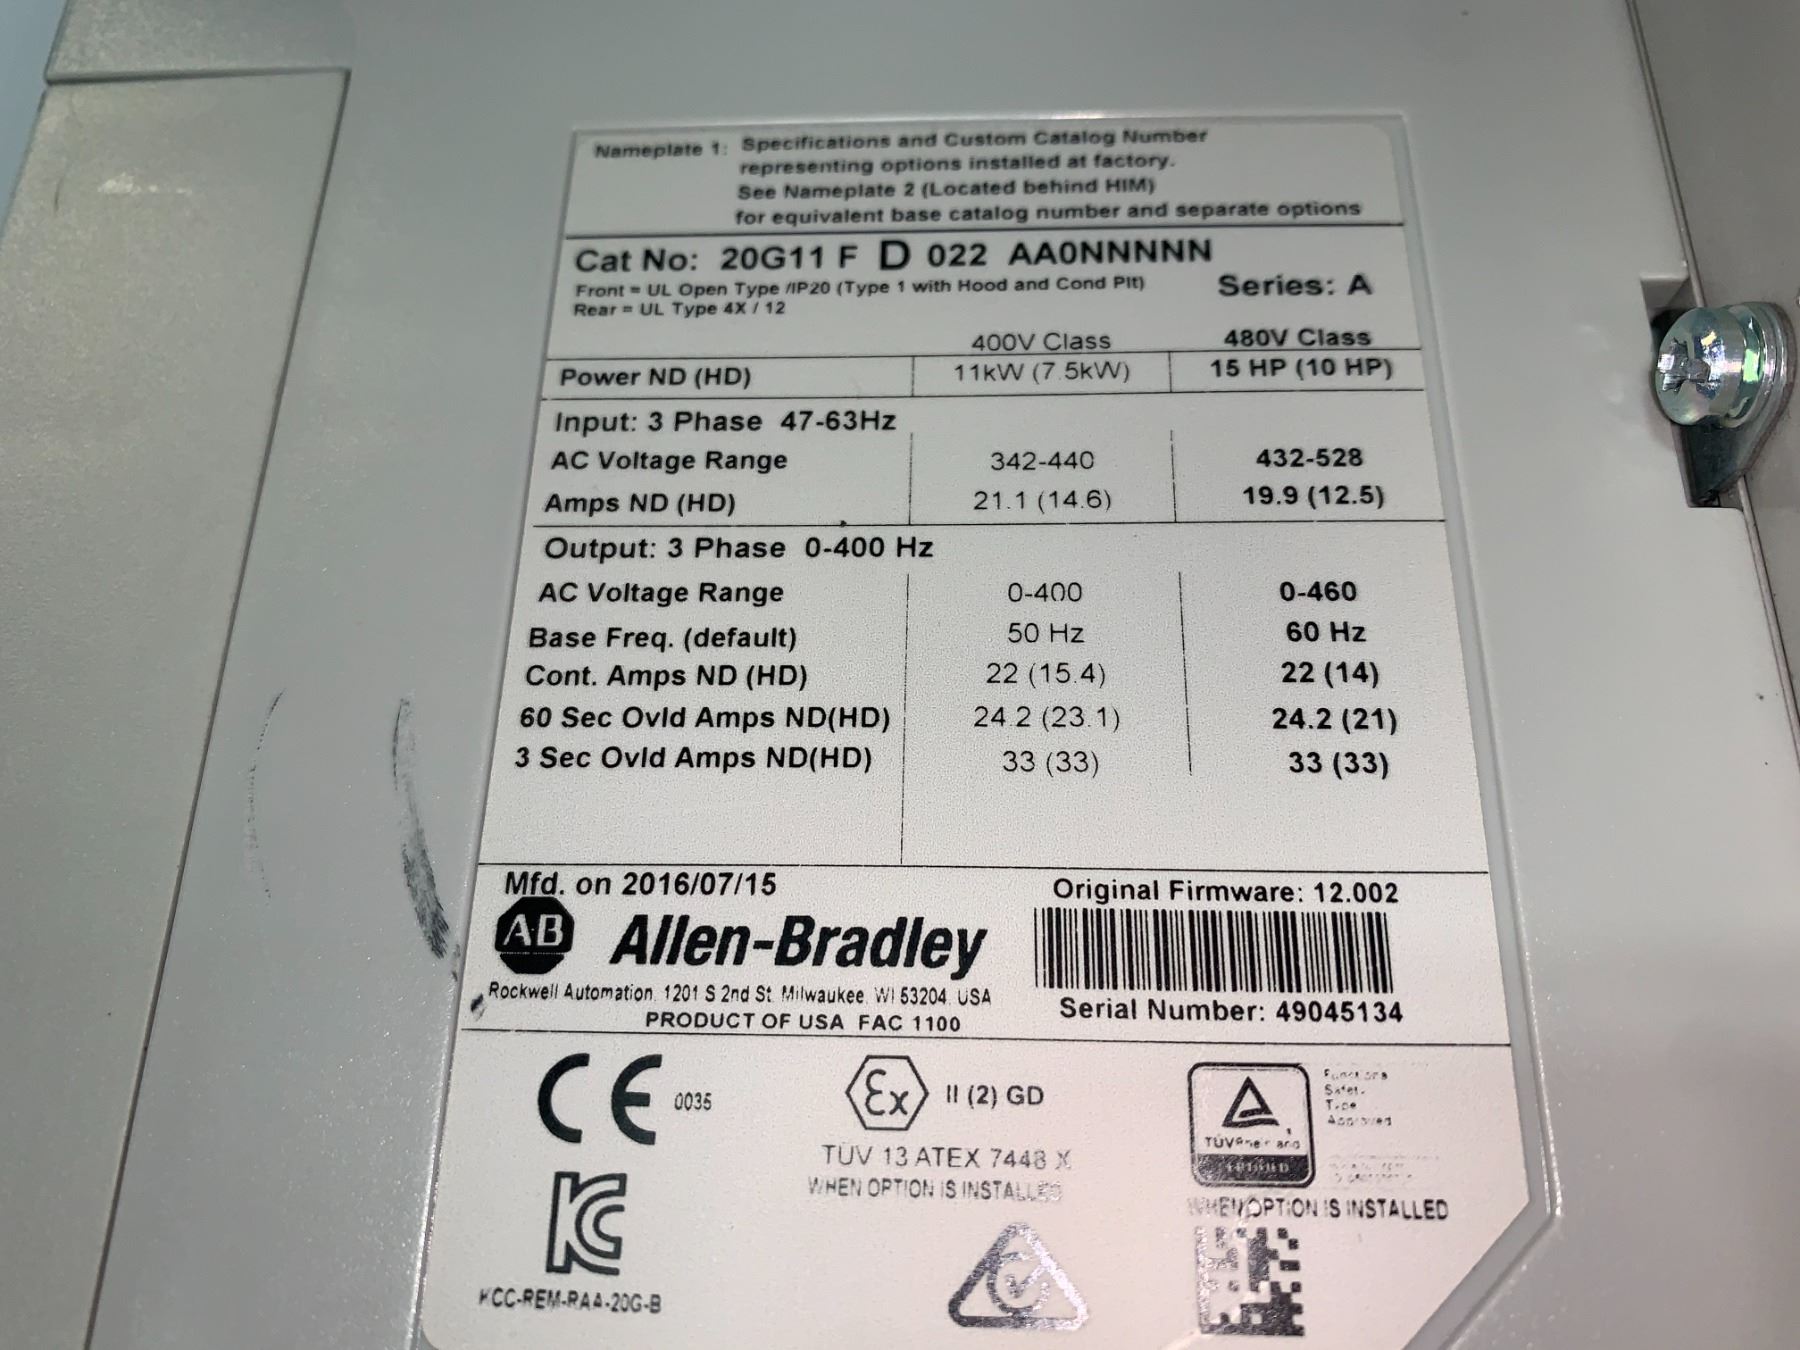 Nameplate 1: Specifications and Custom Catalog Number
representing options installed at factory.
See Nameplate 2 (Located behind HIM)
for equivalent base catalog number and separate options
Cat No: 20G11 F D 022 AA0NNNNN
Front = UL Open Type /IP20 (Type 1 with Hood and Cond Plt)
Series: A
Rear = UL Type 4X / 12
400V Class 480V Class
Power ND (HD) 11kW (7.5kW) 15 HP (10 HP)
Input: 3 Phase 47-63Hz
AC Voltage Range 342-440 432-528
Amps ND (HD) 21.1 (14.6) 19.9 (12.5)
Output: 3 Phase 0-400 Hz
AC Voltage Range 0-400 0-460
Base Freq. (default) 50 Hz 60 Hz
Cont. Amps ND (HD) 22 (15.4) 22 (14)
60 Sec Ovld Amps ND(HD) 24.2 (23.1) 24.2 (21)
3 Sec Ovld Amps ND(HD) 33 (33) 33 (33)
Mfd. on 2016/07/15
Original Firmware: 12.002
AB Allen-Bradley
Rockwell Automation, 1201 S 2nd St. Milwaukee, WI 53204, USA
PRODUCT OF USA FAC 1100
Serial Number: 49045134
CE 0035
Ex II (2) GD
TÜV 13 ATEX 7448 X
WHEN OPTION IS INSTALLED
Type
Approved
TÜV
WHEN OPTION IS INSTALLED
KC
KCC-REM-RAA-20G-B